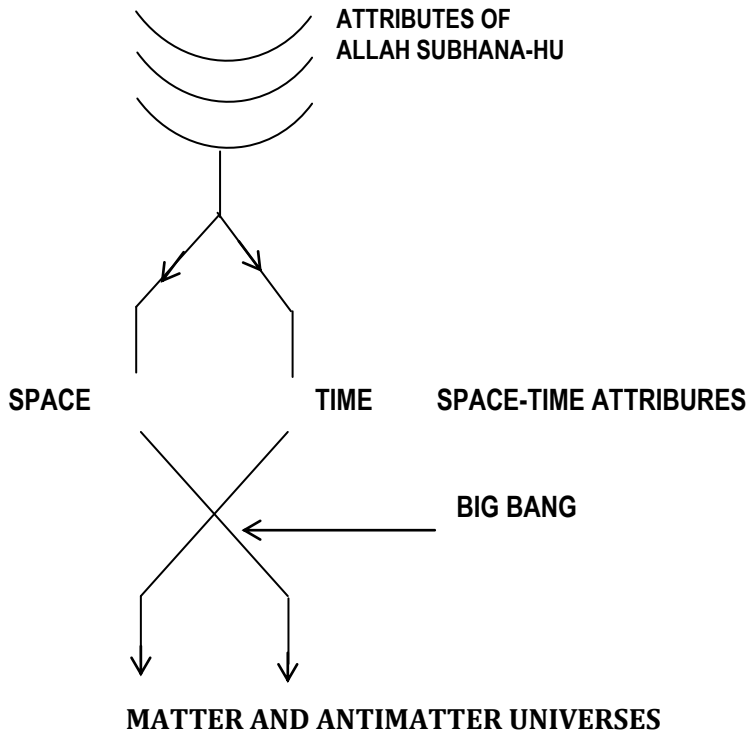 ATTRIBUTES OF
ALLAH SUBHANA-HU
SPACE TIME SPACE-TIME ATTRIBURES
BIG BANG
MATTER AND ANTIMATTER UNIVERSES